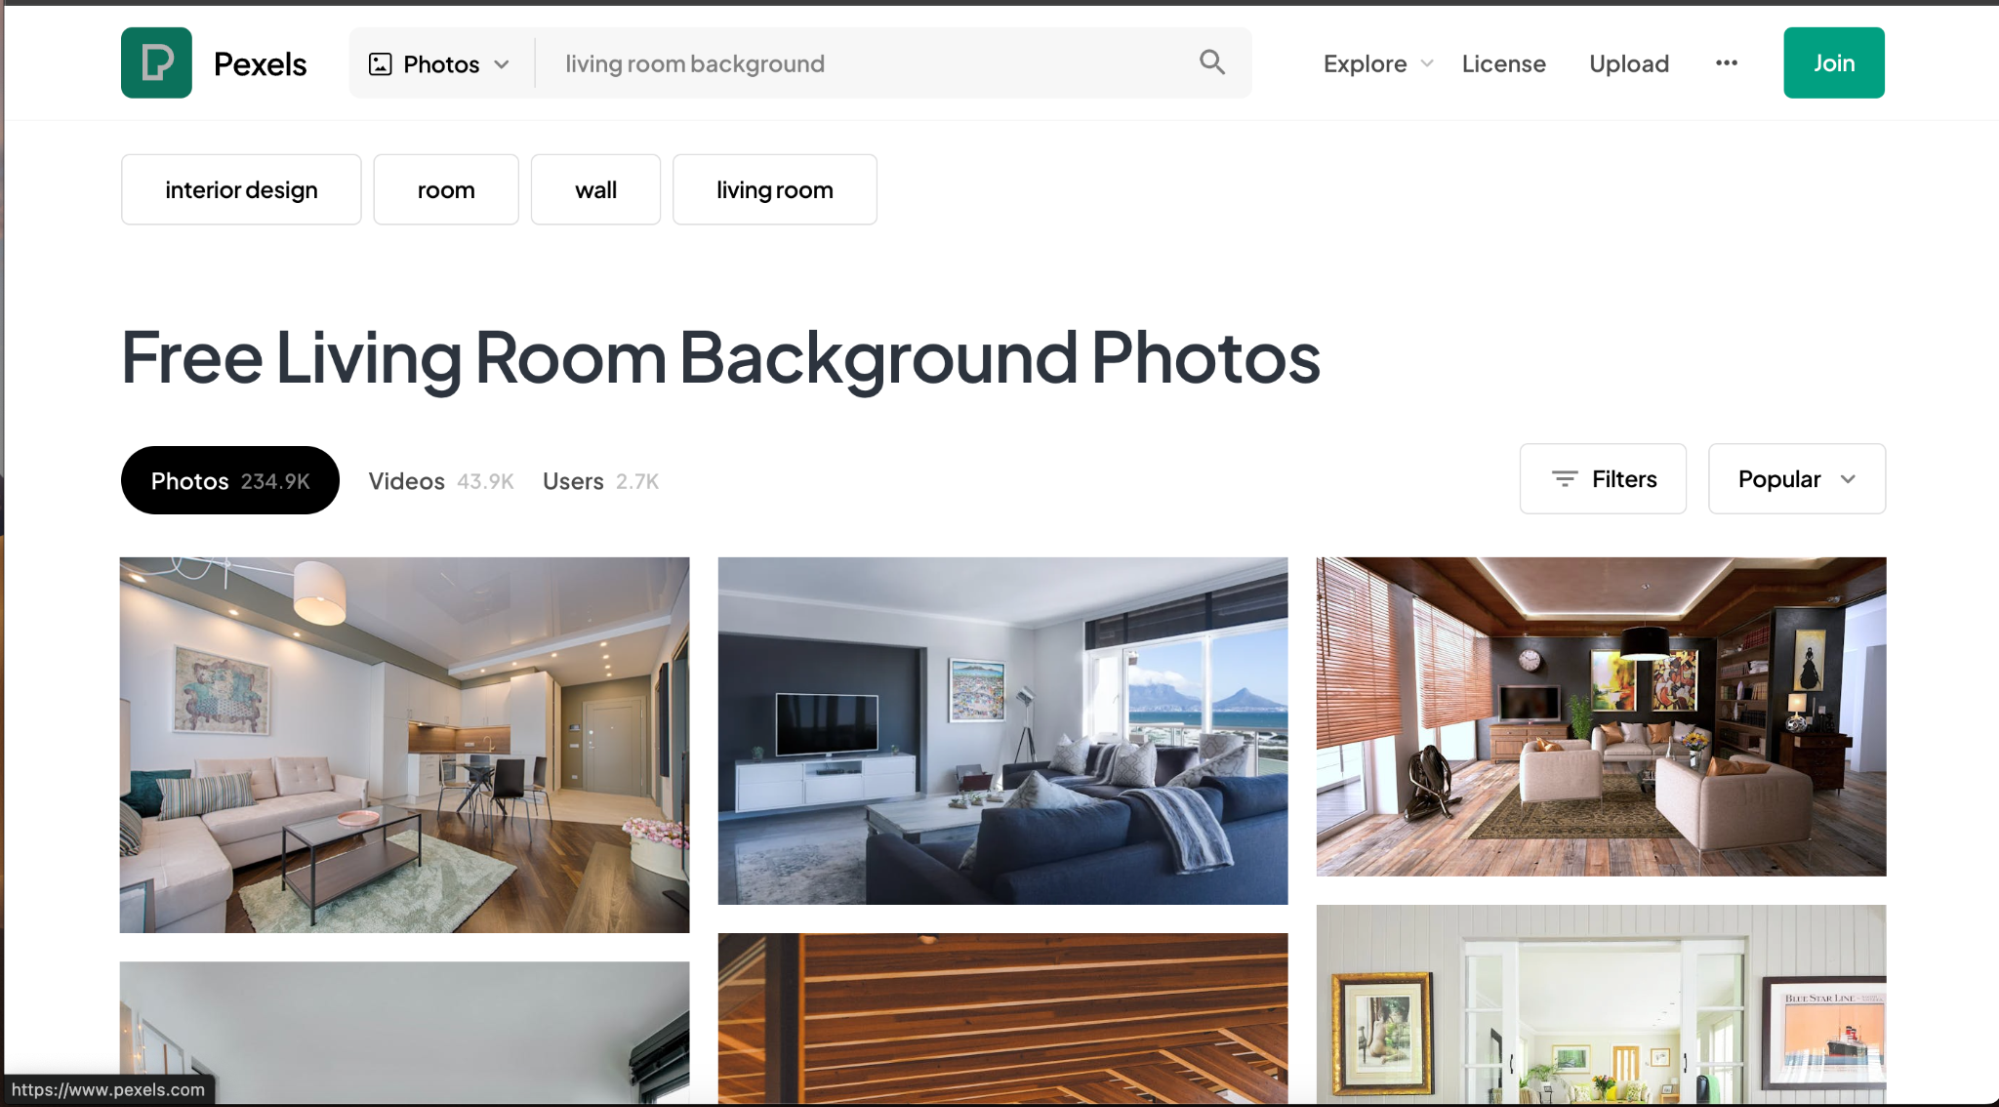 Pexels
Photos
living room background
Explore
License
Upload
Join
interior design
room
wall
living room
Free Living Room Background Photos
Photos 234.9K
Videos 43.9K
Users 2.7K
Filters
Popular
BLUE STAR LINE
https://www.pexels.com